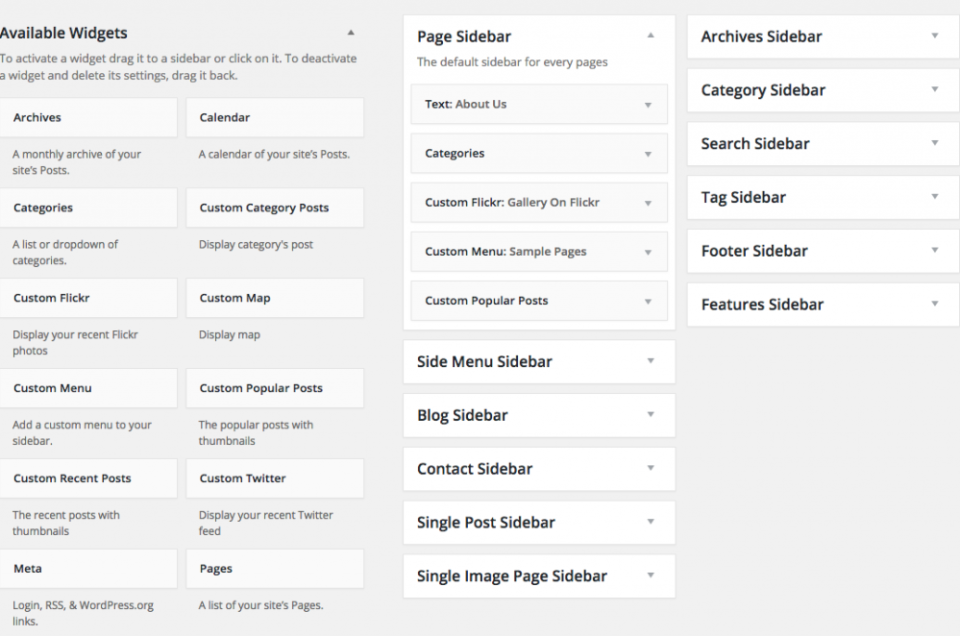 Available Widgets
To activate a widget drag it to a sidebar or click on it. To deactivate
a widget and delete its settings, drag it back.
Archives
A monthly archive of your
site's Posts.
Calendar
A calendar of your site's Posts.
Categories
A list or dropdown of
categories.
Custom Category Posts
Display category's post
Custom Flickr
Display your recent Flickr
photos
Custom Map
Display map
Custom Menu
Add a custom menu to your
sidebar.
Custom Popular Posts
The popular posts with
thumbnails
Custom Recent Posts
The recent posts with
thumbnails
Custom Twitter
Display your recent Twitter
feed
Meta
Login, RSS, & WordPress.org
links.
Pages
A list of your site's Pages.
Page Sidebar
The default sidebar for every pages
Text: About Us
Categories
Custom Flickr: Gallery On Flickr
Custom Menu: Sample Pages
Custom Popular Posts
Side Menu Sidebar
Blog Sidebar
Contact Sidebar
Single Post Sidebar
Single Image Page Sidebar
Archives Sidebar
Category Sidebar
Search Sidebar
Tag Sidebar
Footer Sidebar
Features Sidebar